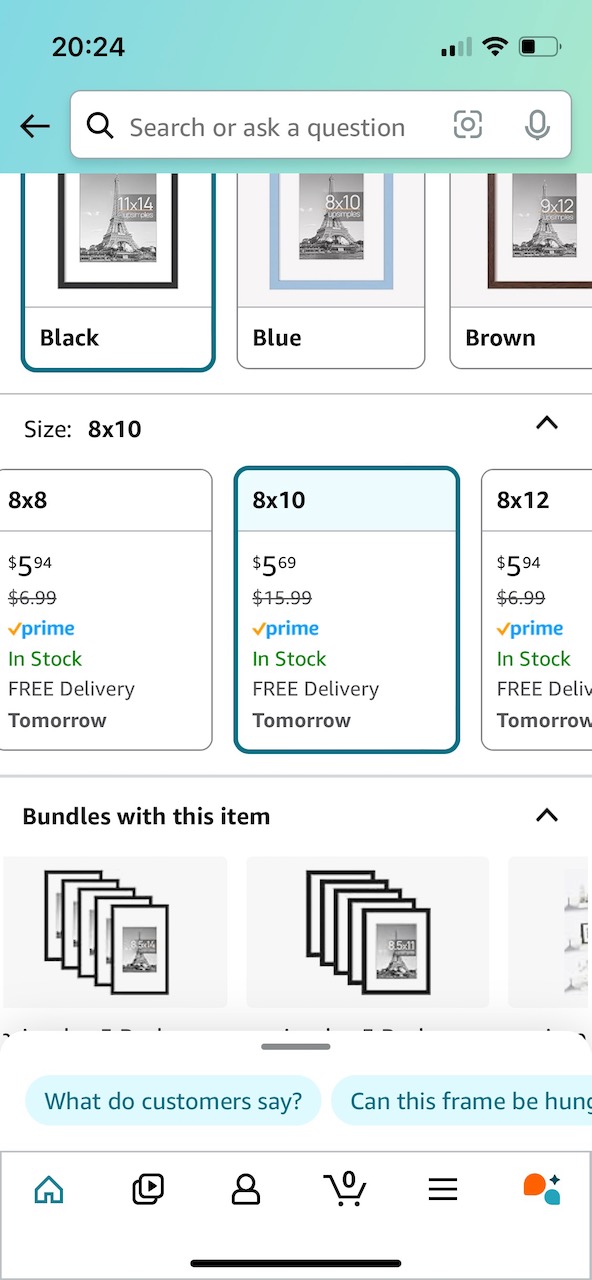 20:24
Search or ask a question
11x14
upsimples
8x10
upsimples
9x12
upsimples
Black
Blue
Brown
Size: 8x10
8x8
$5.94
$6.99
prime
In Stock
FREE Delivery
Tomorrow
8x10
$5.69
$15.99
prime
In Stock
FREE Delivery
Tomorrow
8x12
$5.94
$6.99
prime
In Stock
FREE Deliv
Tomorrow
Bundles with this item
8.5x14
8.5x11
What do customers say?
Can this frame be hung
0